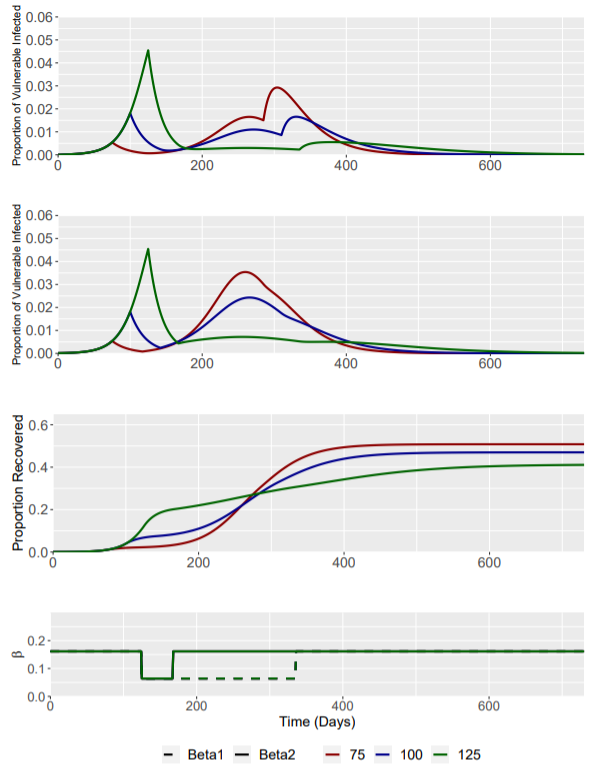 Proportion of Vulnerable Infected
0.06
0.05
0.04
0.03
0.02
0.01
0.00
0 200 400 600
Proportion of Vulnerable Infected
0.06
0.05
0.04
0.03
0.02
0.01
0.00
0 200 400 600
Proportion Recovered
0.6
0.4
0.2
0.0
0 200 400 600
β
0.2
0.1
0.0
0 200 400 600
Time (Days)
Beta1 Beta2 75 100 125